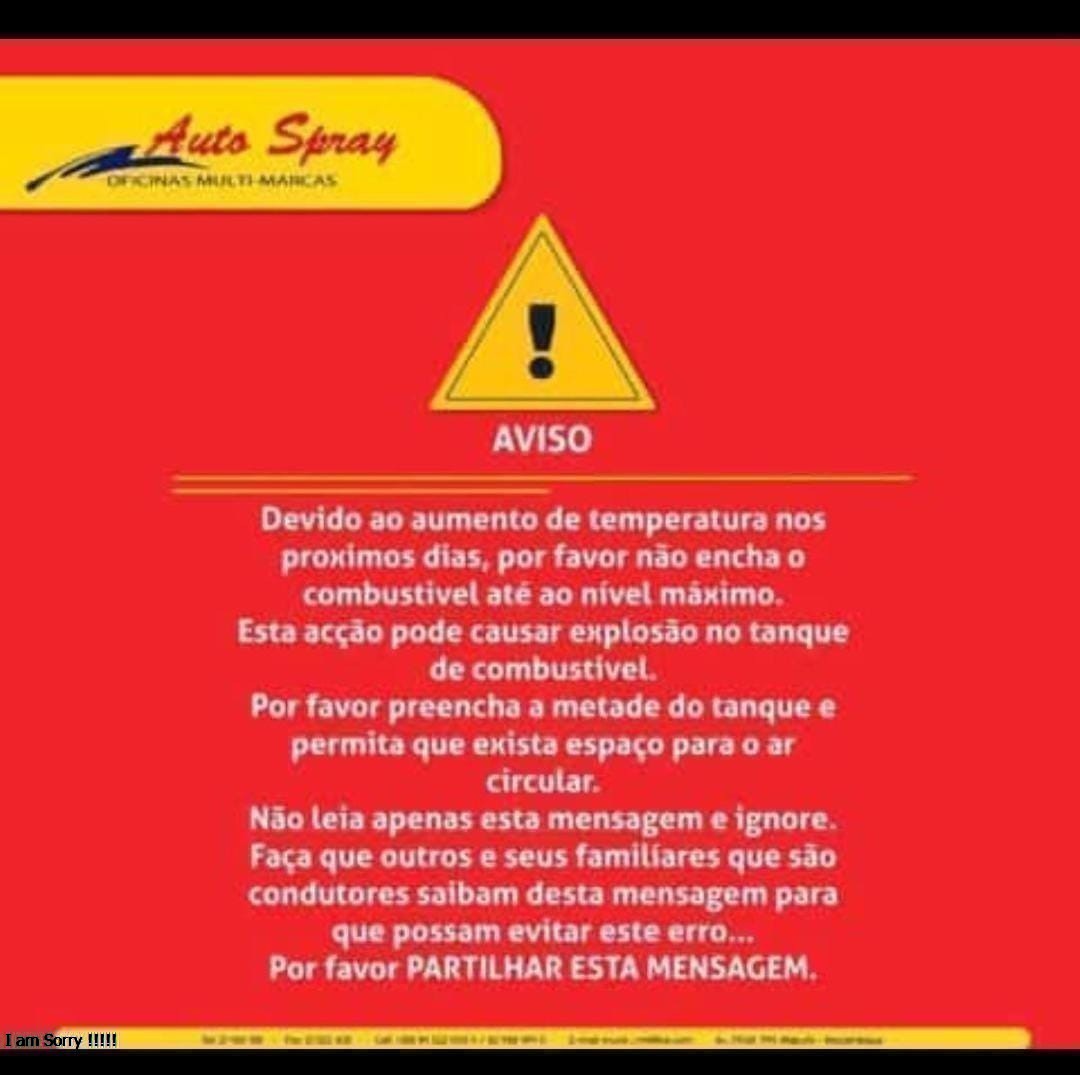 Auto Spray
OFICINAS MULTI-MARCAS
!
AVISO
Devido ao aumento de temperatura nos
proximos dias, por favor não encha o
combustivel até ao nível máximo.
Esta acção pode causar explosão no tanque
de combustivel.
Por favor preencha a metade do tanque e
permita que exista espaço para o ar
circular.
Não leia apenas esta mensagem e ignore.
Faça que outros e seus familíares que são
condutores saibam desta mensagem para
que possam evitar este erro...
Por favor PARTILHAR ESTA MENSAGEM.
I am Sorry !!!!!